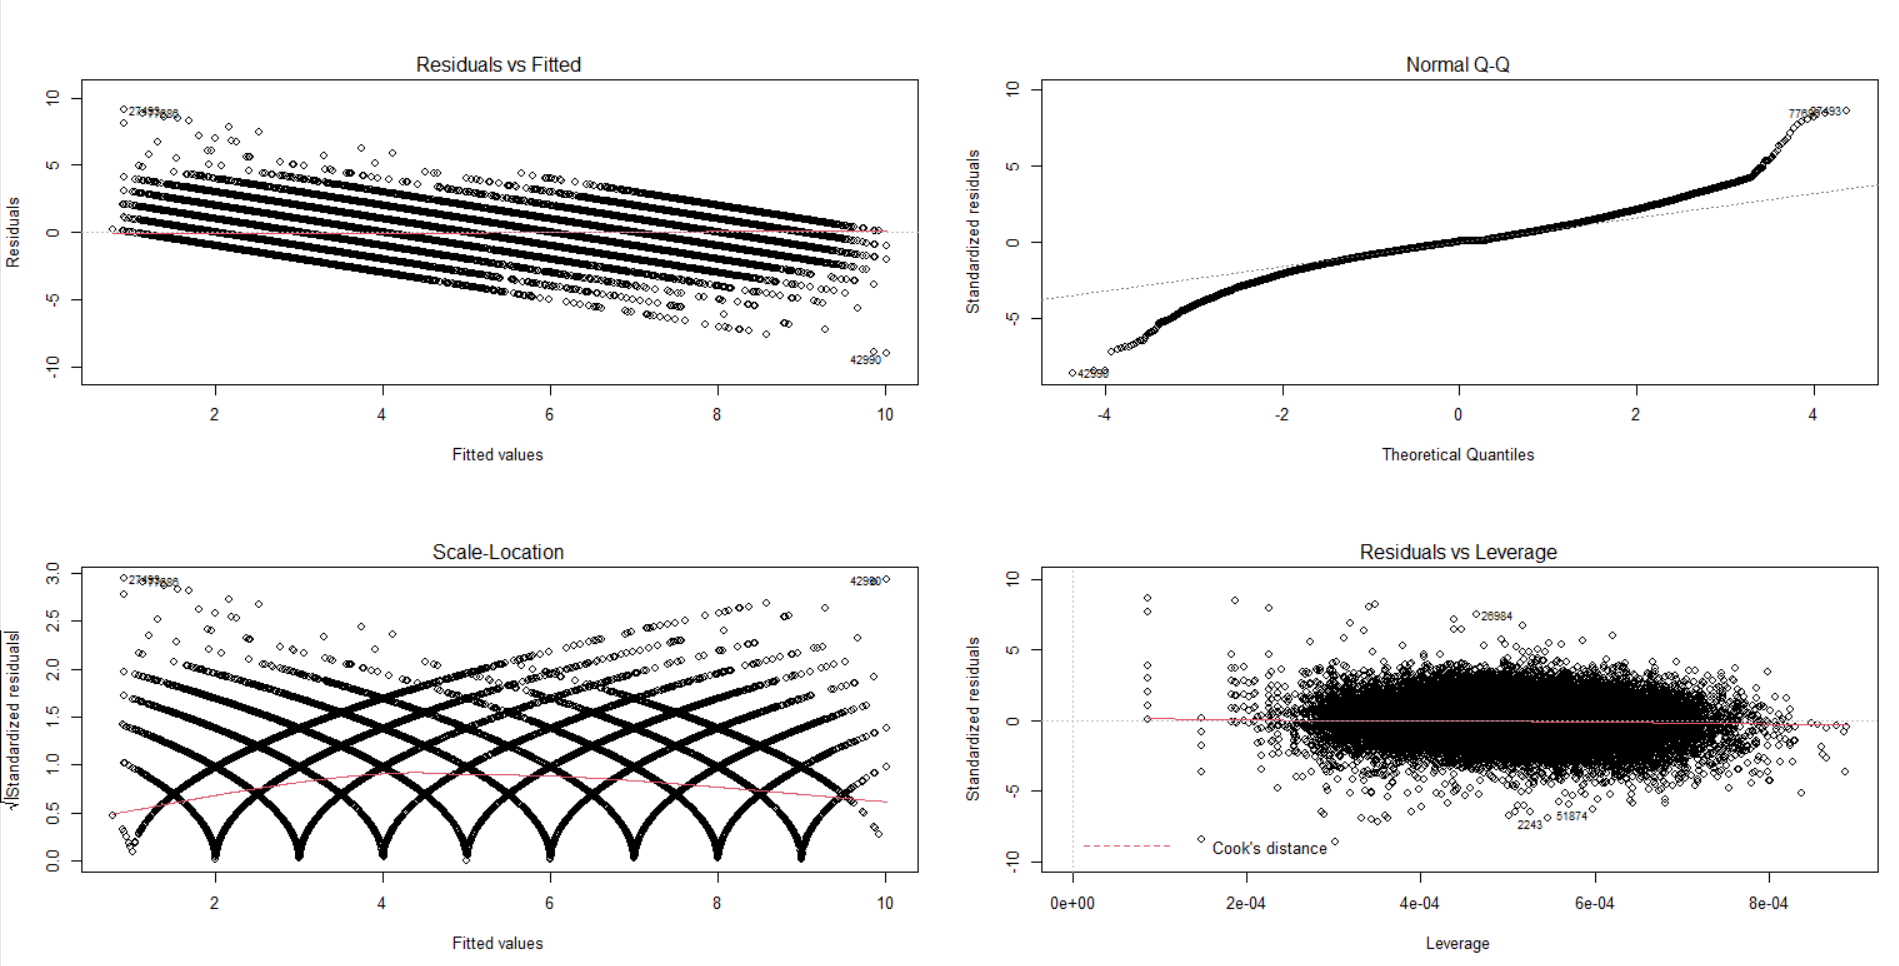 Residuals vs Fitted
Residuals
10
5
0
-5
-10
27493
42990
2 4 6 8 10
Fitted values
Normal Q-Q
Standardized residuals
10
5
0
-5
27493
-4 -2 0 2 4
Theoretical Quantiles
Scale-Location
√|Standardized residuals|
3.0
2.5
2.0
1.5
1.0
0.5
0.0
27493
42990
2 4 6 8 10
Fitted values
Residuals vs Leverage
Standardized residuals
10
5
0
-5
-10
26984
2243
51874
Cook's distance
0e+00 2e-04 4e-04 6e-04 8e-04
Leverage